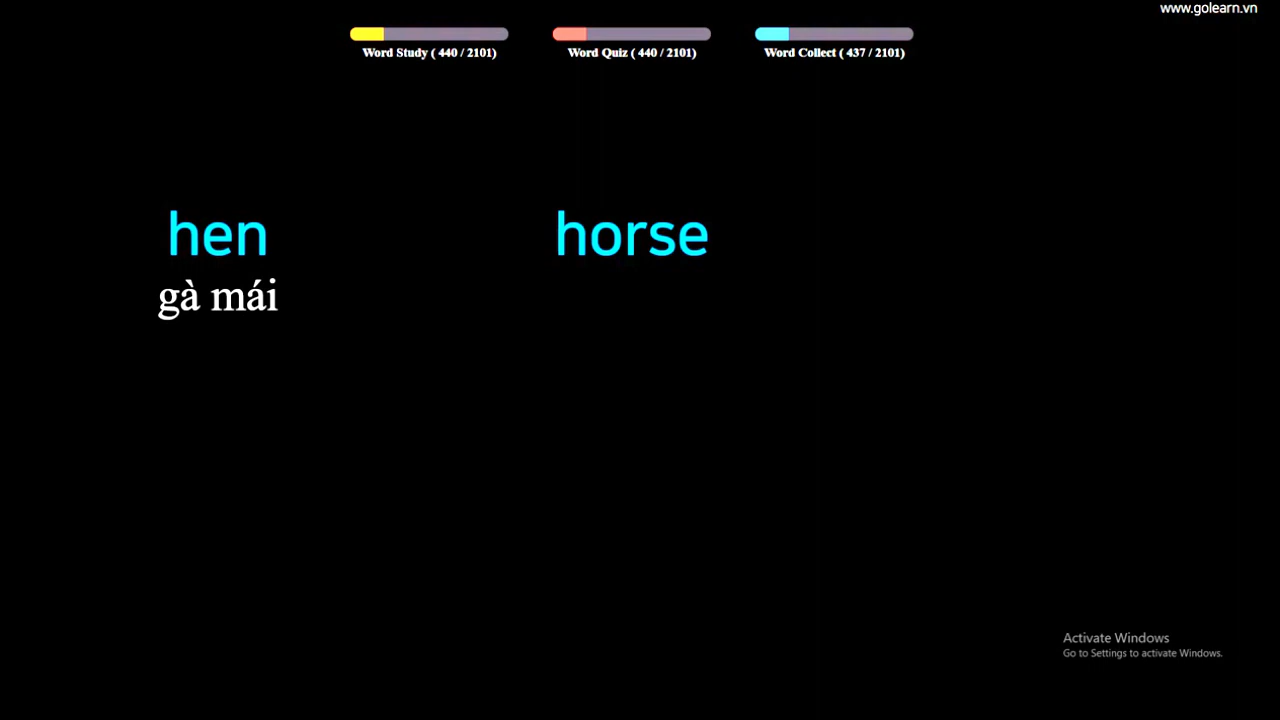 www.golearn.vn
Word Study ( 440 / 2101)
Word Quiz ( 440 / 2101)
Word Collect ( 437 / 2101)
hen
horse
gà mái
Activate Windows
Go to Settings to activate Windows.